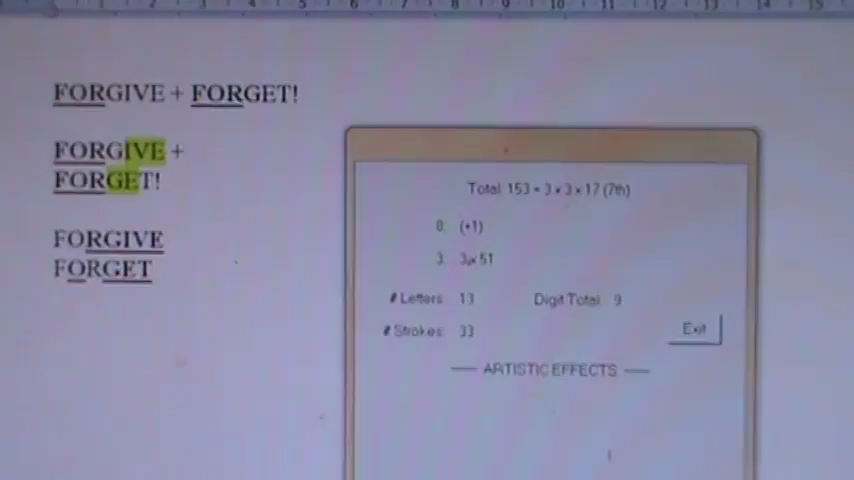 FORGIVE + FORGET!
FORGIVE +
FORGET!
FORGIVE
FORGET
Total: 153 = 3 x 3 x 17 (7th)
0. (+1)
3. 3 x 51
# Letters: 13 Digit Total: 9
# Strokes: 33
Exit
ARTISTIC EFFECTS